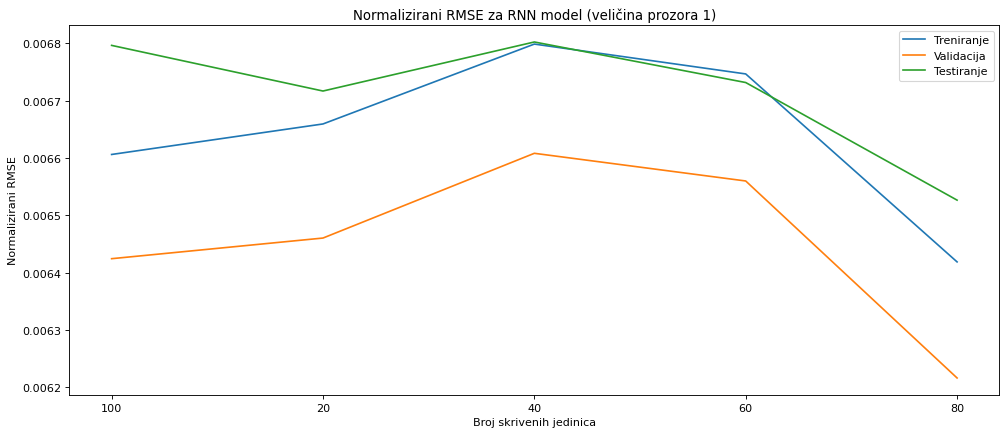 Normalizirani RMSE za RNN model (veličina prozora 1)
Treniranje
Validacija
Testiranje
Normalizirani RMSE
0.0068
0.0067
0.0066
0.0065
0.0064
0.0063
0.0062
100 20 40 60 80
Broj skrivenih jedinica